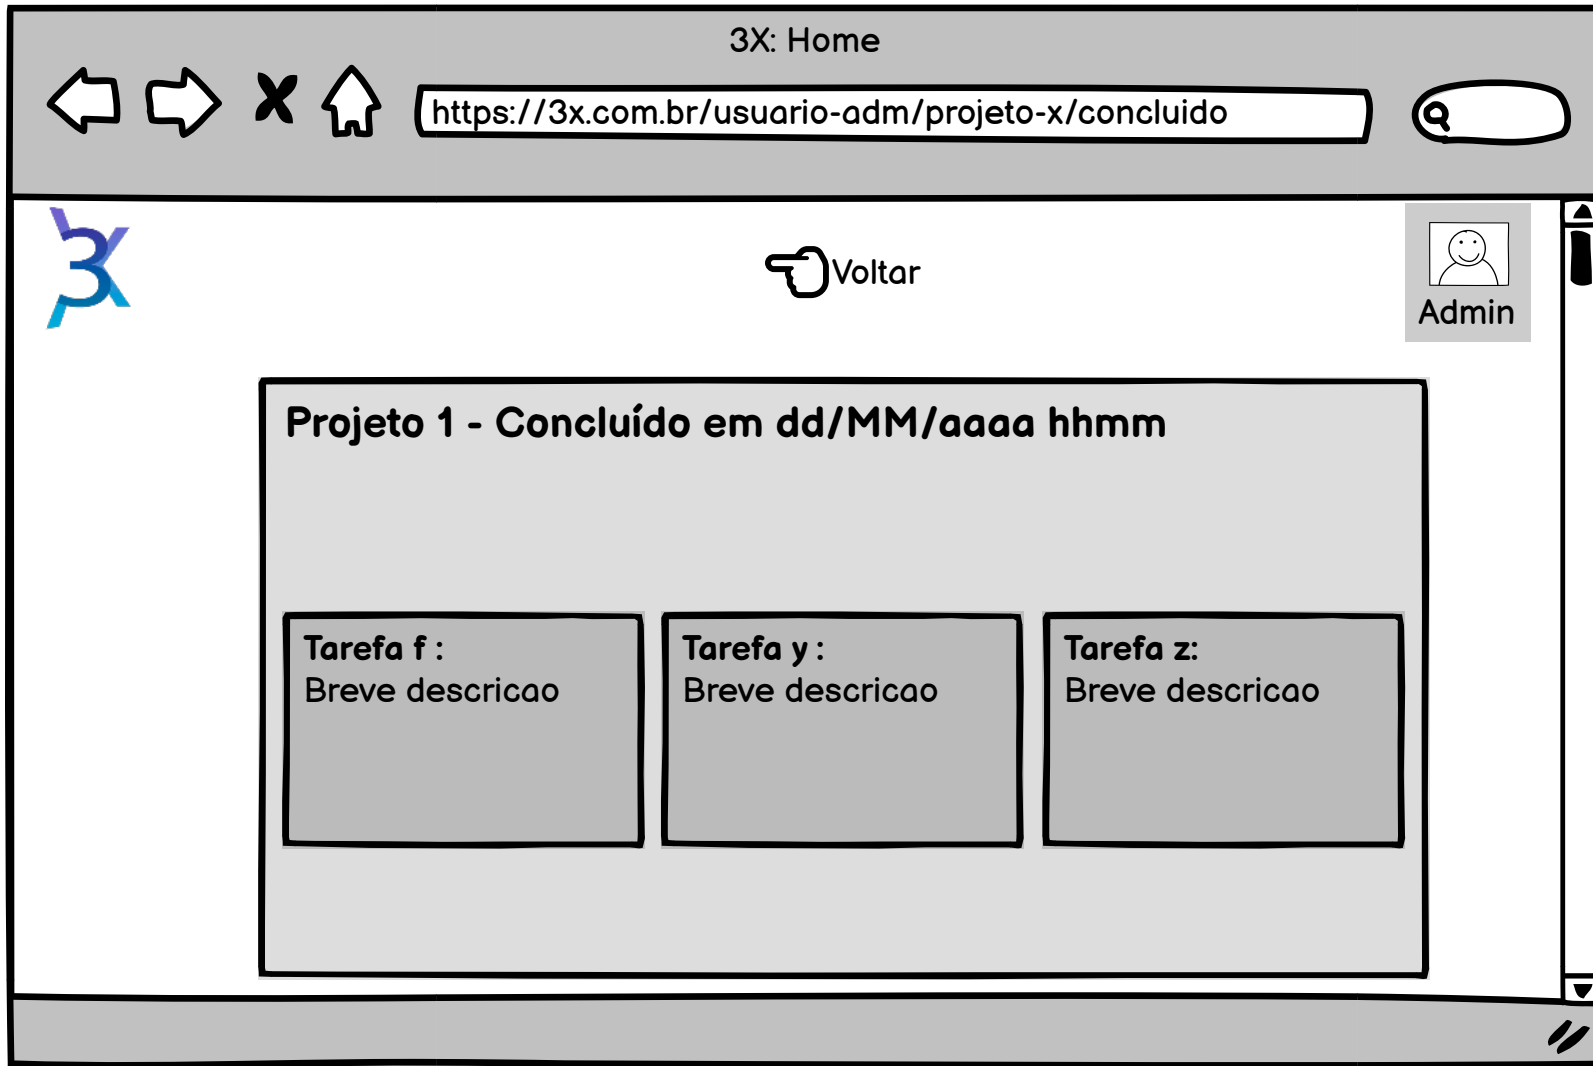 3X: Home
https://3x.com.br/usuario-adm/projeto-x/concluido
3X
Voltar
Admin
Projeto 1 - Concluído em dd/MM/aaaa hhmm
Tarefa f :
Breve descricao
Tarefa y :
Breve descricao
Tarefa z:
Breve descricao